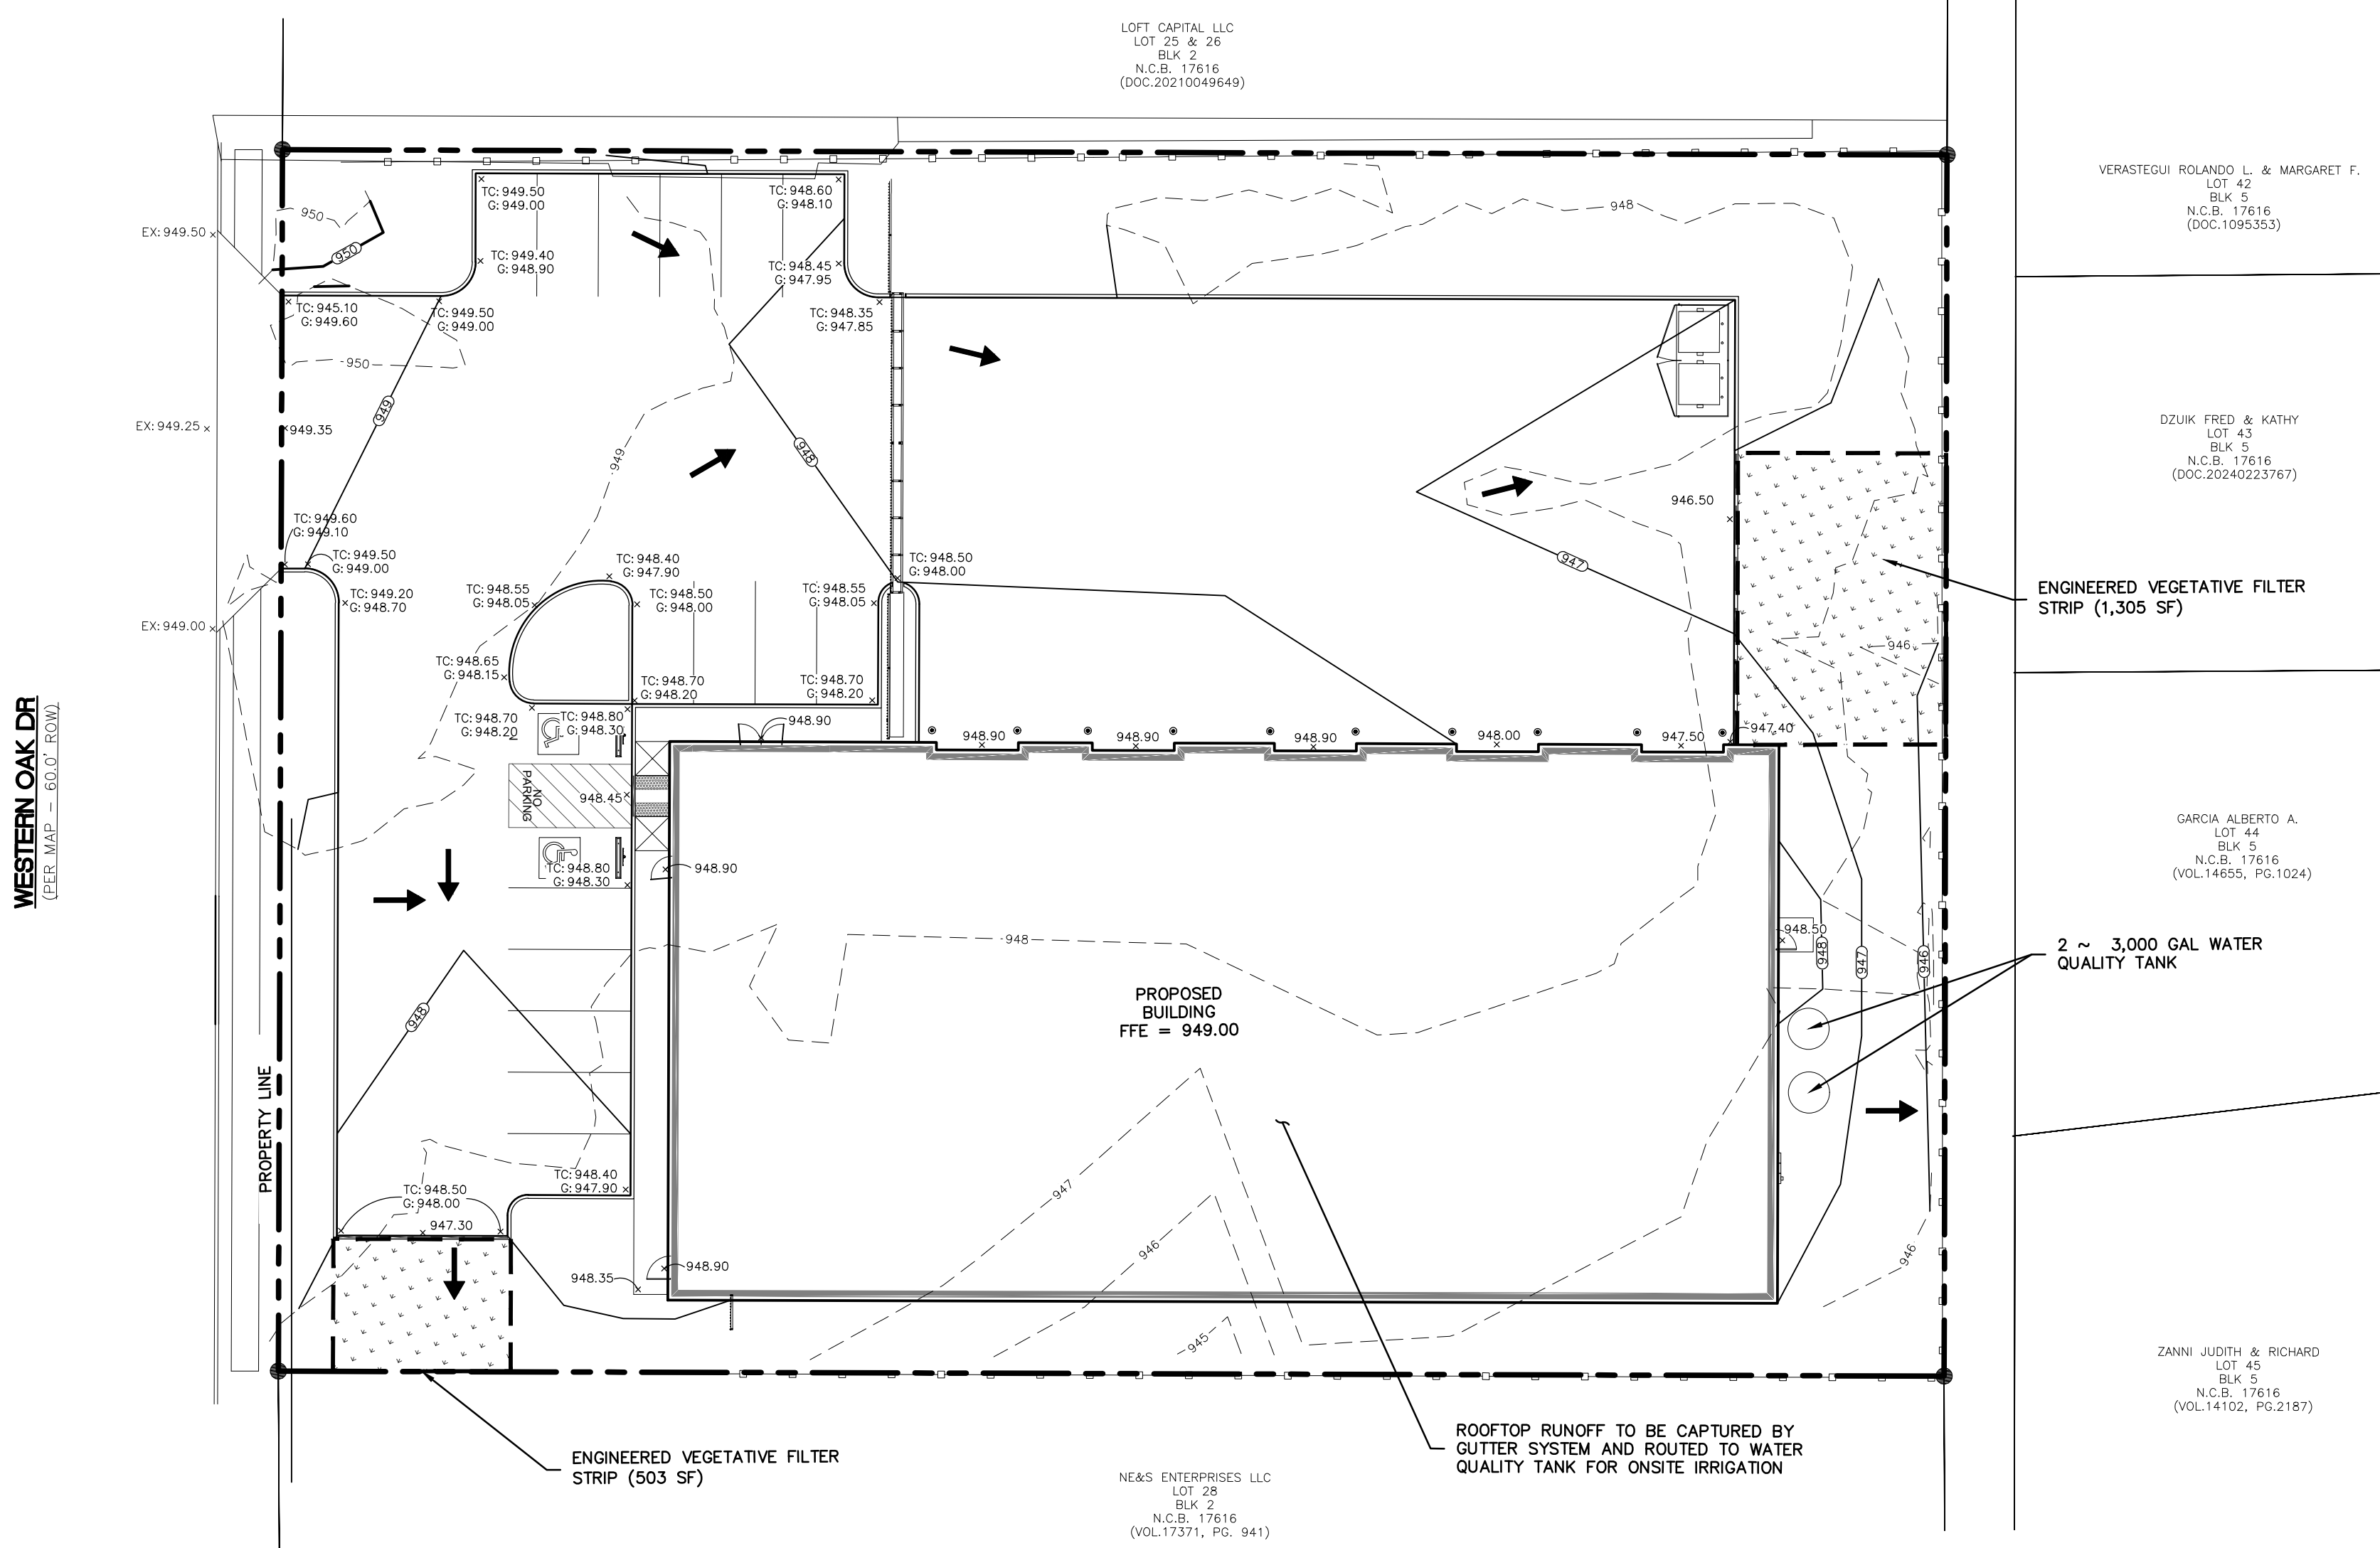 LOFT CAPITAL LLC
LOT 25 & 26
BLK 2
N.C.B. 17616
(DOC.20210049649)
VERASTEGUI ROLANDO L. & MARGARET F.
LOT 42
BLK 5
N.C.B. 17616
(DOC.1095353)
TC: 949.50
G: 949.00
TC: 948.60
G: 948.10
950
948
EX: 949.50
950
TC: 949.40
G: 948.90
TC: 948.45
G: 947.95
TC: 945.10
G: 949.60
TC: 949.50
G: 949.00
TC: 948.35
G: 947.85
950
949
EX: 949.25
949.35
948
949
DZUIK FRED & KATHY
LOT 43
BLK 5
N.C.B. 17616
(DOC.20240223767)
946.50
TC: 949.60
G: 949.10
TC: 949.50
G: 949.00
TC: 948.40
G: 947.90
TC: 948.50
G: 948.00
947
ENGINEERED VEGETATIVE FILTER
STRIP (1,305 SF)
TC: 949.20
G: 948.70
TC: 948.55
G: 948.05
TC: 948.50
G: 948.00
TC: 948.55
G: 948.05
EX: 949.00
946
TC: 948.65
G: 948.15
TC: 948.70
G: 948.20
TC: 948.70
G: 948.20
TC: 948.70
G: 948.20
TC: 948.80
G: 948.30
948.90
948.90
948.90
948.90
948.00
947.50
947.40
WESTERN OAK DR
(PER MAP - 60.0' ROW)
NO
PARKING
948.45
TC: 948.80
G: 948.30
948.90
GARCIA ALBERTO A.
LOT 44
BLK 5
N.C.B. 17616
(VOL.14655, PG.1024)
948
948.50
948
947
946
2 ~ 3,000 GAL WATER
QUALITY TANK
948
PROPOSED
BUILDING
FFE = 949.00
PROPERTY LINE
TC: 948.40
G: 947.90
TC: 948.50
G: 948.00
947.30
947
946
945
946
948.35
948.90
ZANNI JUDITH & RICHARD
LOT 45
BLK 5
N.C.B. 17616
(VOL.14102, PG.2187)
ENGINEERED VEGETATIVE FILTER
STRIP (503 SF)
ROOFTOP RUNOFF TO BE CAPTURED BY
GUTTER SYSTEM AND ROUTED TO WATER
QUALITY TANK FOR ONSITE IRRIGATION
NE&S ENTERPRISES LLC
LOT 28
BLK 2
N.C.B. 17616
(VOL.17371, PG. 941)